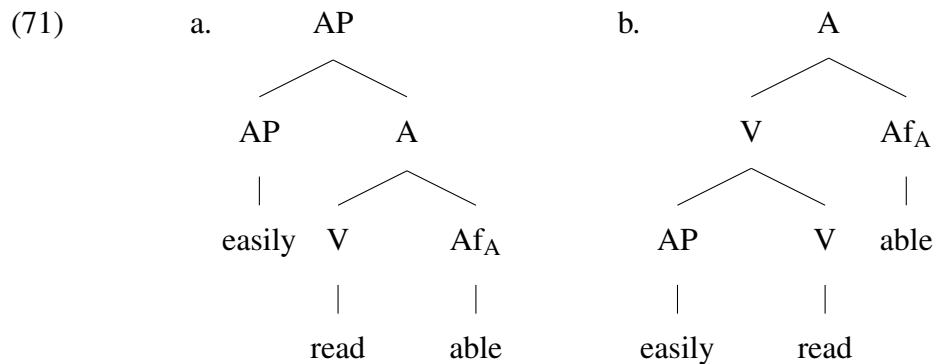 (71) a. AP b. A
AP A V Af_A
easily V Af_A AP V able
read able easily read